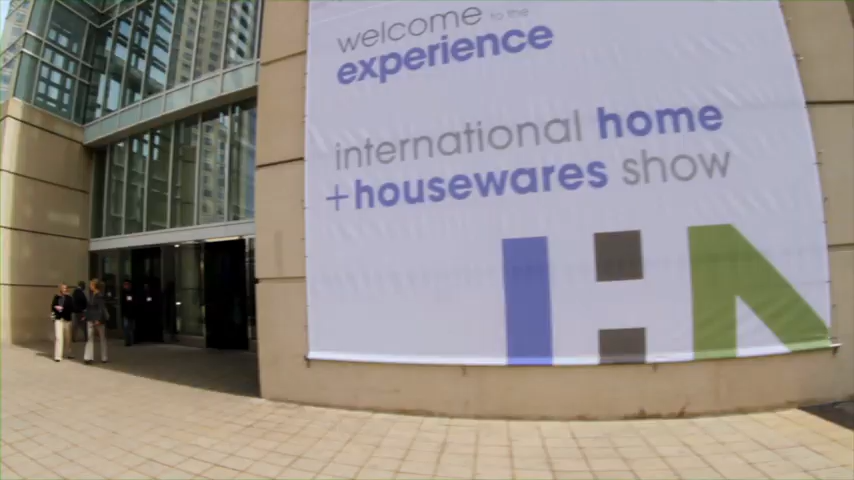 welcome to the
experience
international home
+housewares show